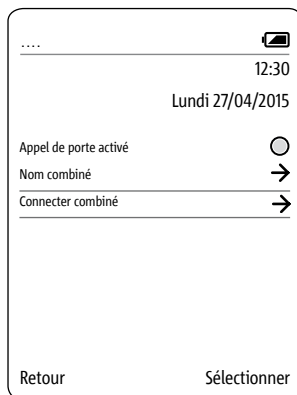 ....
12:30
Lundi 27/04/2015
Appel de porte activé
Nom combiné
Connecter combiné
Retour Sélectionner